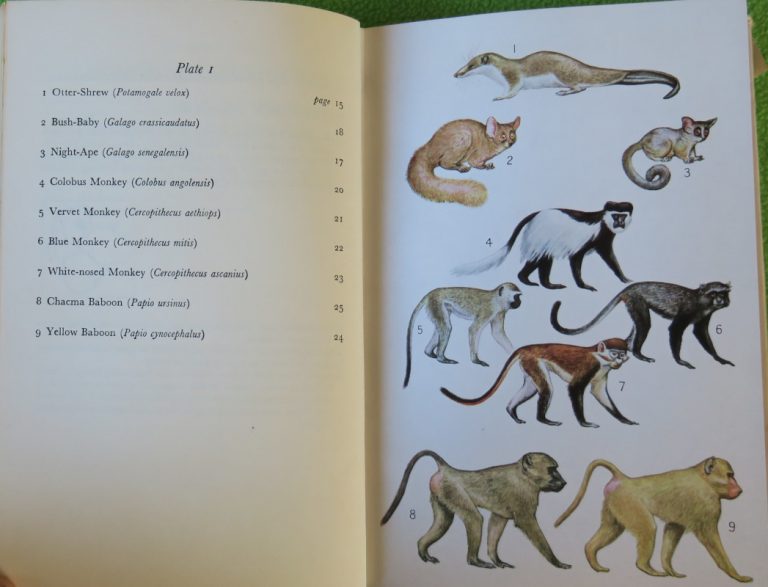 Plate 1
1 Otter-Shrew (Potamogale velox) page 15
2 Bush-Baby (Galago crassicaudatus) 18
3 Night-Ape (Galago senegalensis) 17
4 Colobus Monkey (Colobus angolensis) 20
5 Vervet Monkey (Cercopithecus aethiops) 21
6 Blue Monkey (Cercopithecus mitis) 22
7 White-nosed Monkey (Cercopithecus ascanius) 23
8 Chacma Baboon (Papio ursinus) 25
9 Yellow Baboon (Papio cynocephalus) 24
1
2
3
4
5
6
7
8
9